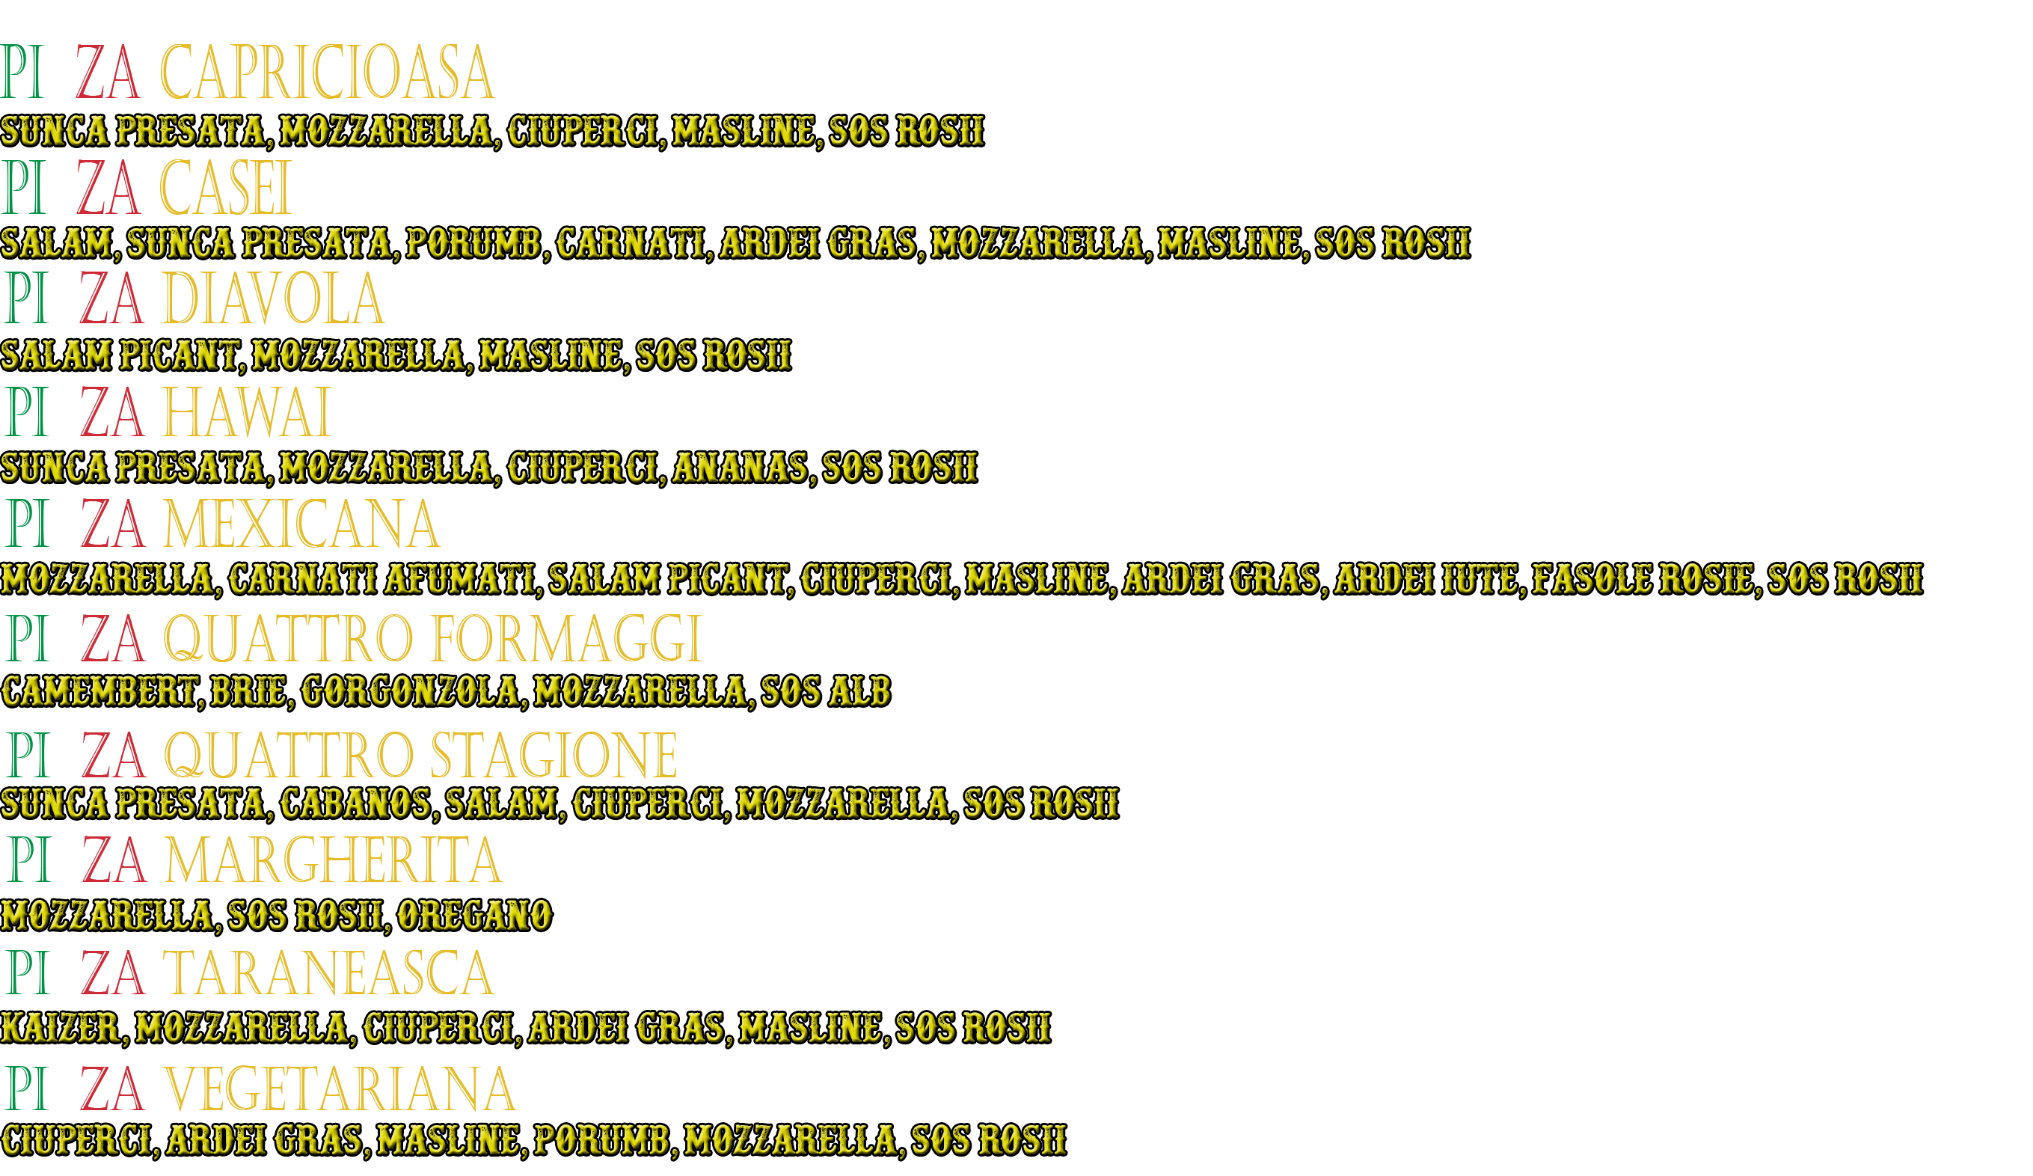 PI ZA CAPRICIOASA
SUNCA PRESATA, MOZZARELLA, CIUPERCI, MASLINE, SOS ROSII
PI ZA CASEI
SALAM, SUNCA PRESATA, PORUMB, CARNATI, ARDEI GRAS, MOZZARELLA, MASLINE, SOS ROSII
PI ZA DIAVOLA
SALAM PICANT, MOZZARELLA, MASLINE, SOS ROSII
PI ZA HAWAI
SUNCA PRESATA, MOZZARELLA, CIUPERCI, ANANAS, SOS ROSII
PI ZA MEXICANA
MOZZARELLA, CARNATI AFUMATI, SALAM PICANT, CIUPERCI, MASLINE, ARDEI GRAS, ARDEI IUTE, FASOLE ROSIE, SOS ROSII
PI ZA QUATTRO FORMAGGI
CAMEMBERT, BRIE, GORGONZOLA, MOZZARELLA, SOS ALB
PI ZA QUATTRO STAGIONE
SUNCA PRESATA, CABANOS, SALAM, CIUPERCI, MOZZARELLA, SOS ROSII
PI ZA MARGHERITA
MOZZARELLA, SOS ROSII, OREGANO
PI ZA TARANEASCA
KAIZER, MOZZARELLA, CIUPERCI, ARDEI GRAS, MASLINE, SOS ROSII
PI ZA VEGETARIANA
CIUPERCI, ARDEI GRAS, MASLINE, PORUMB, MOZZARELLA, SOS ROSII